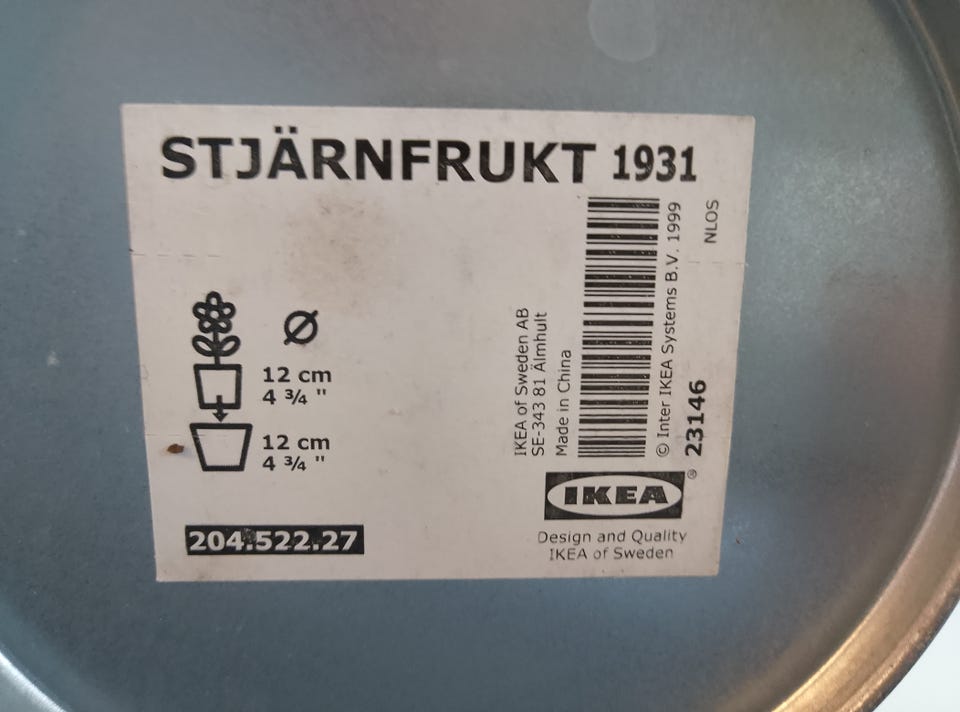 STJÄRNFRUKT 1931
Ø
12 cm
4 ¾ "
12 cm
4 ¾ "
204.522.27
IKEA of Sweden AB
SE-343 81 Älmhult
Made in China
© Inter IKEA Systems B.V. 1999
23146
NLOS
IKEA®
Design and Quality
IKEA of Sweden